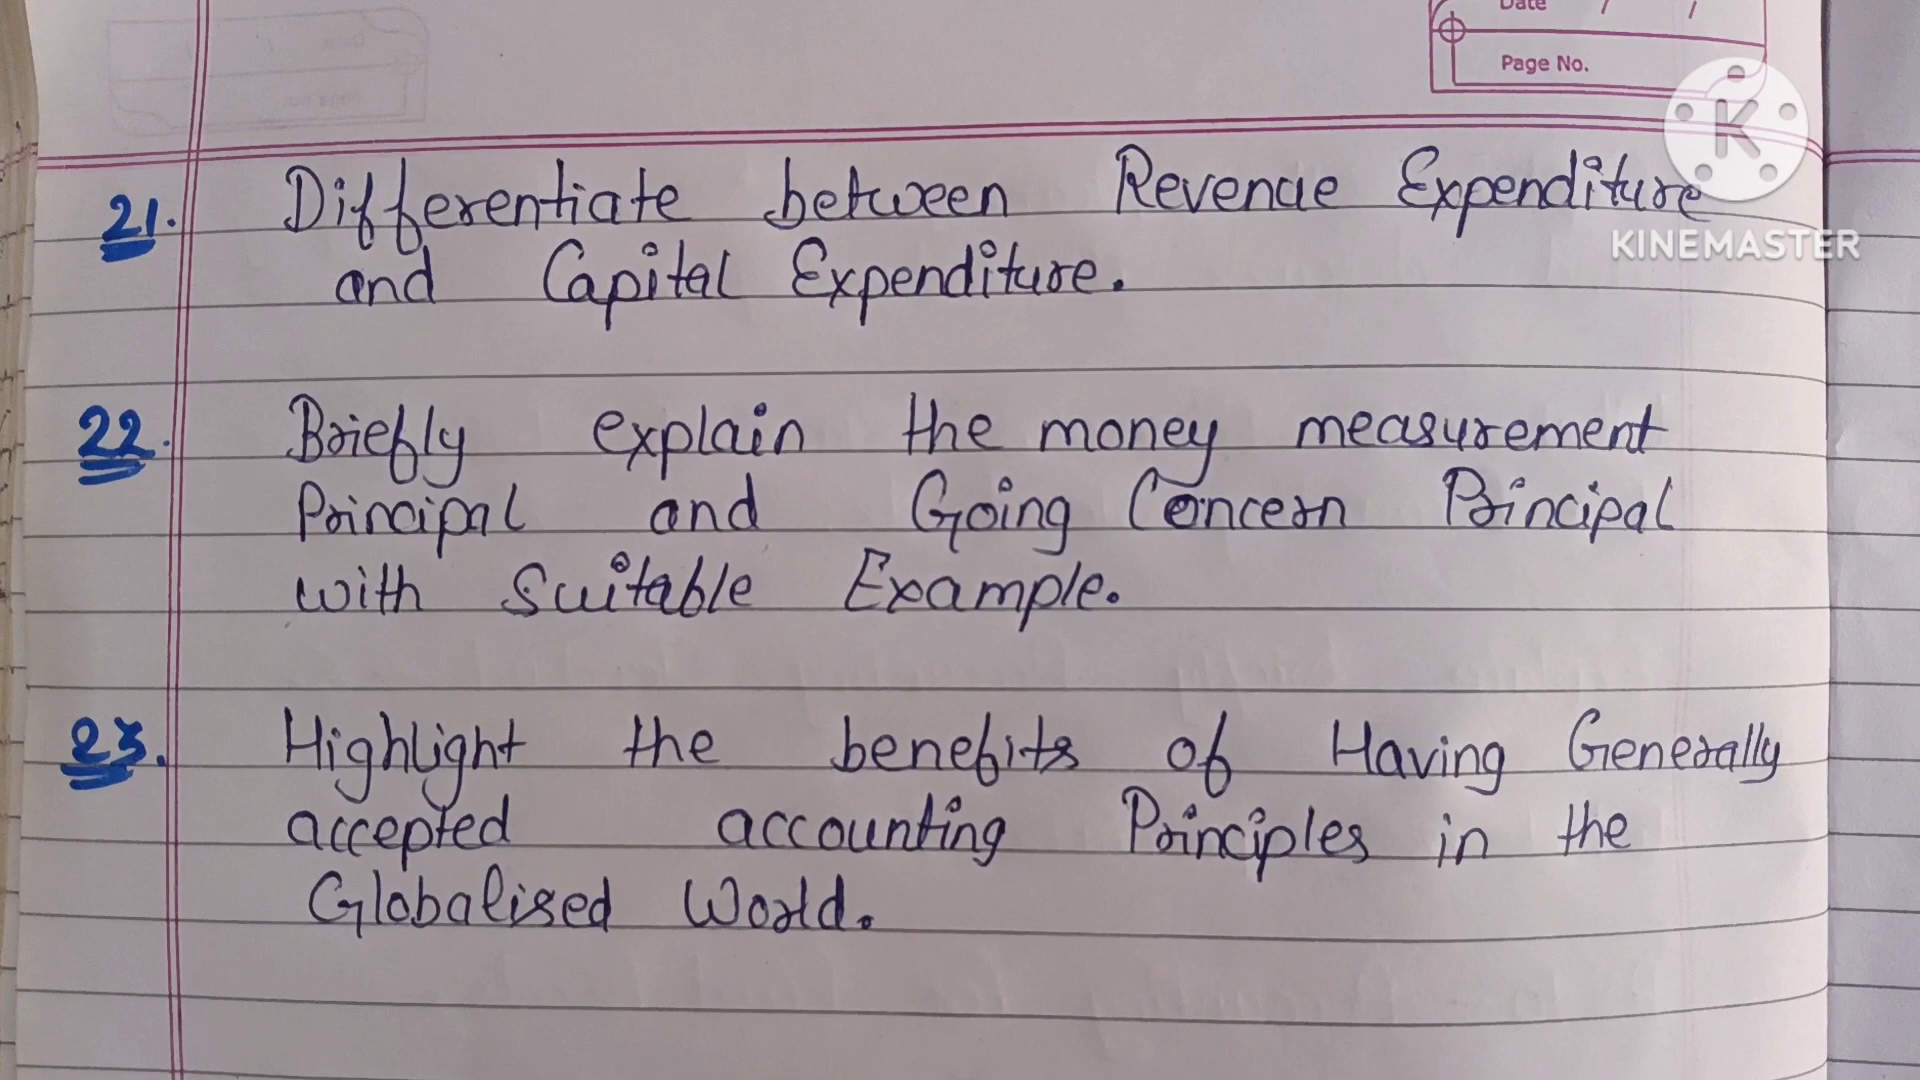 Date / /
Page No.
K
KINEMASTER
21. Differentiate between Revenue Expenditure
and Capital Expenditure.
22. Briefly explain the money measurement
Principal and Going Concern Principal
with Suitable Example.
23. Highlight the benefits of Having Generally
accepted accounting Principles in the
Globalised World.